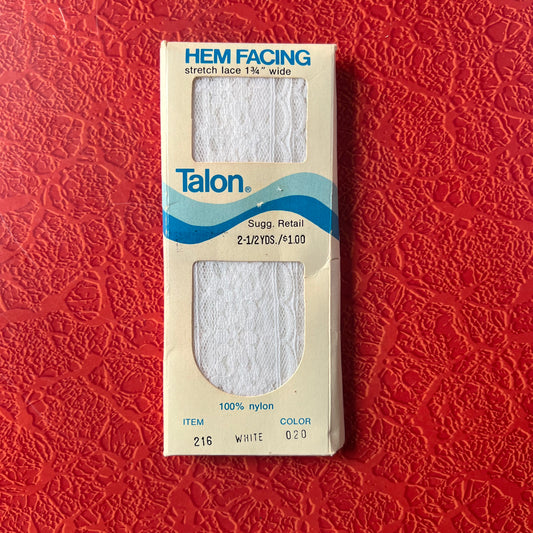 HEM FACING
stretch lace 1¾" wide
Talon®
Sugg. Retail
2-1/2YDS./$1.00
100% nylon
ITEM COLOR
216 WHITE 020